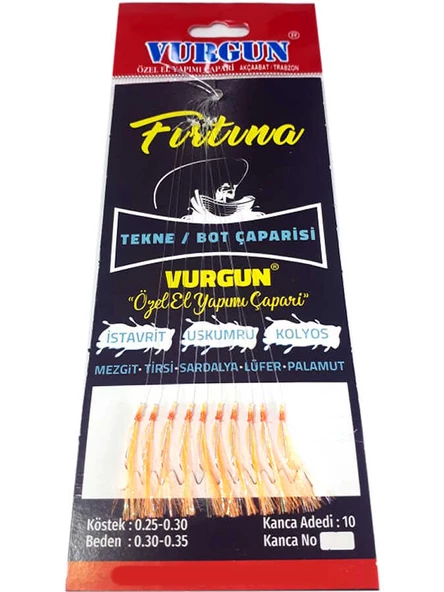 VURGUN®
ÖZEL EL YAPIMI ÇAPARİ AKÇAABAT/TRABZON
Fırtına
TEKNE / BOT ÇAPARİSİ
VURGUN®
"Özel El Yapımı Çapari"
İSTAVRİT USKUMRU KOLYOS
MEZGİT·TİRSİ·SARDALYA·LÜFER·PALAMUT
Köstek : 0.25-0.30 Kanca Adedi : 10
Beden : 0.30-0.35 Kanca No